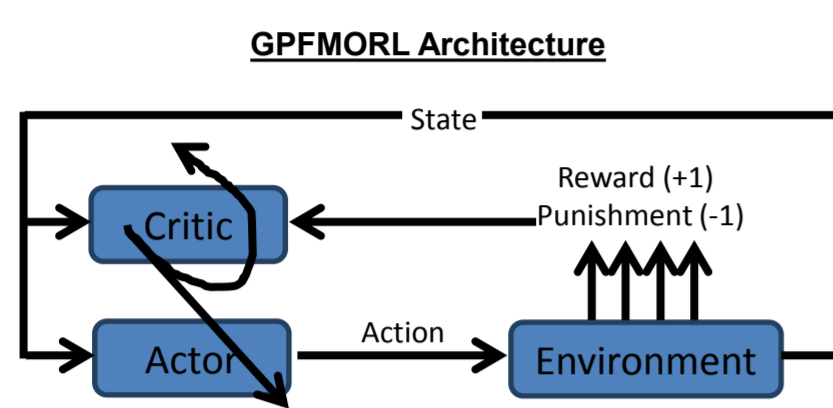 GPFMORL Architecture
State
Reward (+1)
Punishment (-1)
Critic
Action
Actor
Environment